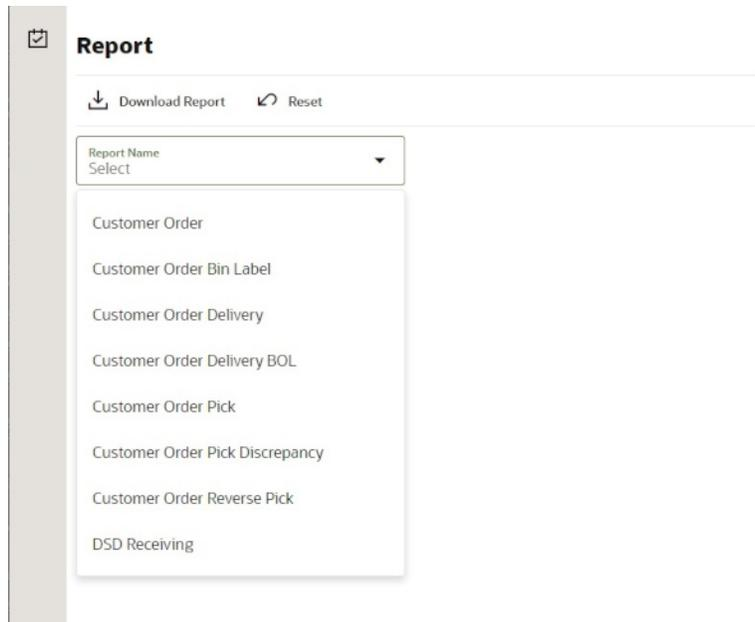 Report
Download Report Reset
Report Name
Select
Customer Order
Customer Order Bin Label
Customer Order Delivery
Customer Order Delivery BOL
Customer Order Pick
Customer Order Pick Discrepancy
Customer Order Reverse Pick
DSD Receiving